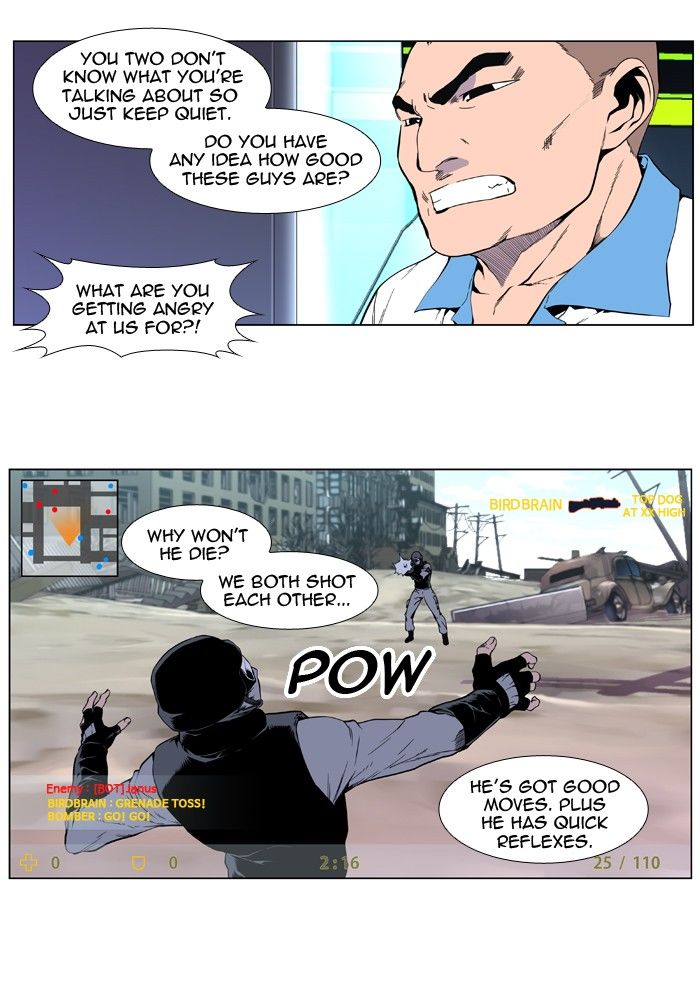 YOU TWO DON'T
KNOW WHAT YOU'RE
TALKING ABOUT SO
JUST KEEP QUIET.
DO YOU HAVE
ANY IDEA HOW GOOD
THESE GUYS ARE?
WHAT ARE YOU
GETTING ANGRY
AT US FOR?!
BIRDBRAIN
TOP DOG
AT XX HIGH
WHY WON'T
HE DIE?
WE BOTH SHOT
EACH OTHER...
POW
HE'S GOT GOOD
MOVES. PLUS
HE HAS QUICK
REFLEXES.
Enemy : [BOT]Janus
BIRDBRAIN : GRENADE TOSS!
BOMBER : GO! GO!
0 0 2:16 25 / 110